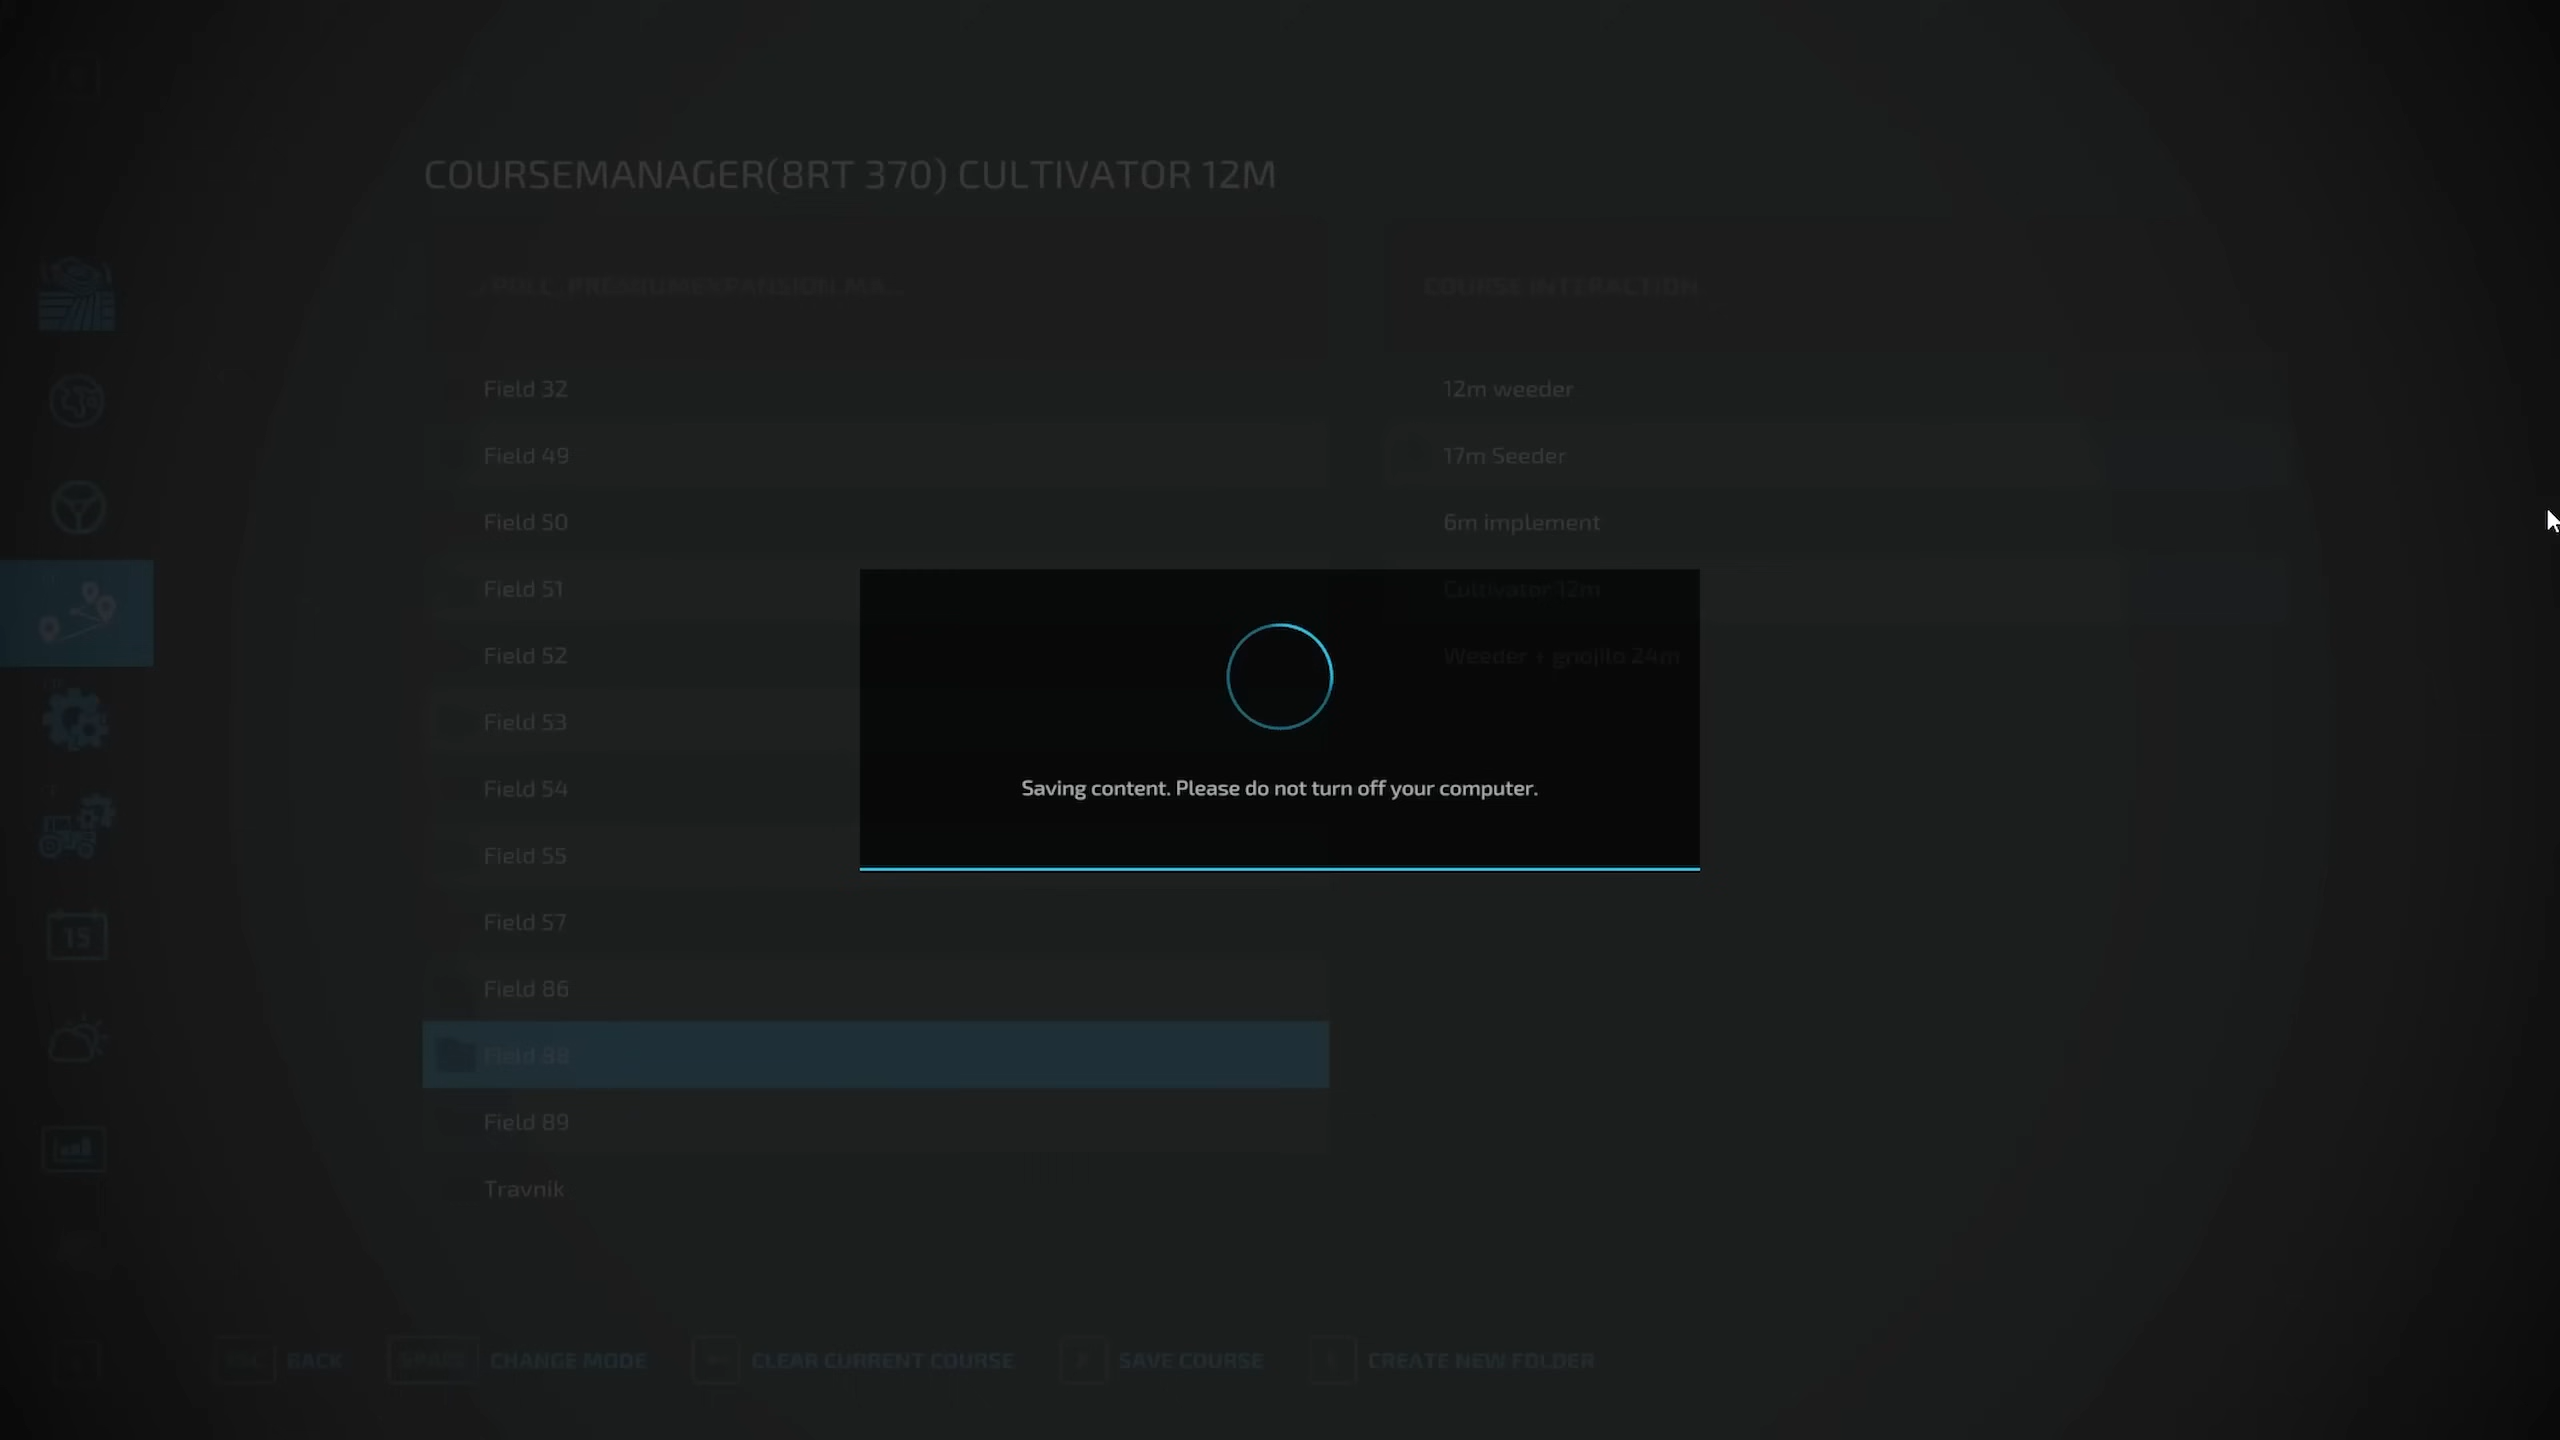 COURSEMANAGER(8RT 370) CULTIVATOR 12M
COURSE INTERACTION
Field 32
Field 49
Field 50
Field 51
Field 52
Field 53
Field 54
Field 55
Field 57
Field 86
Field 88
Field 89
Travnik
12m weeder
17m Seeder
6m implement
Cultivator 12m
Weeder + gnojilo 24m
Saving content. Please do not turn off your computer.
15
BACK
CHANGE MODE
CLEAR CURRENT COURSE
SAVE COURSE
CREATE NEW FOLDER